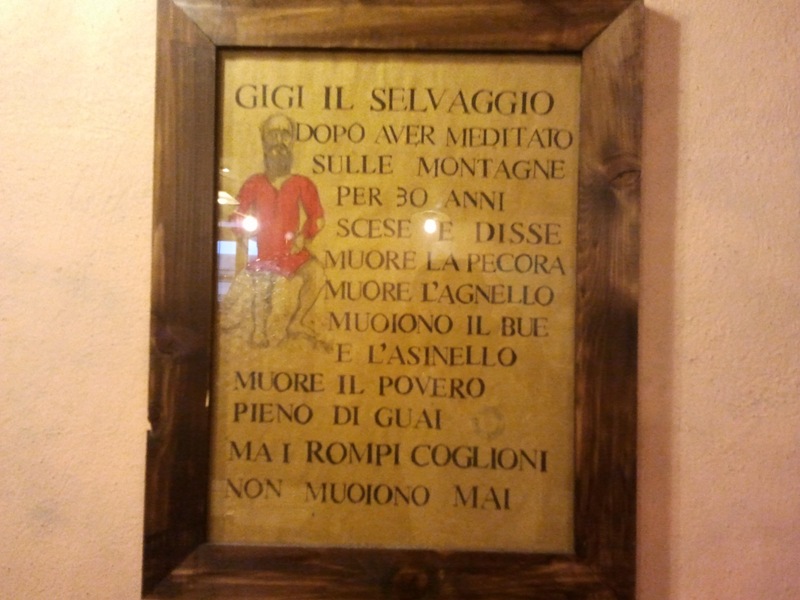 GIGI IL SELVAGGIO
DOPO AVER MEDITATO
SULLE MONTAGNE
PER 30 ANNI
SCESE E DISSE
MUORE LA PECORA
MUORE L'AGNELLO
MUOIONO IL BUE
E L'ASINELLO
MUORE IL POVERO
PIENO DI GUAI
MA I ROMPI COGLIONI
NON MUOIONO MAI